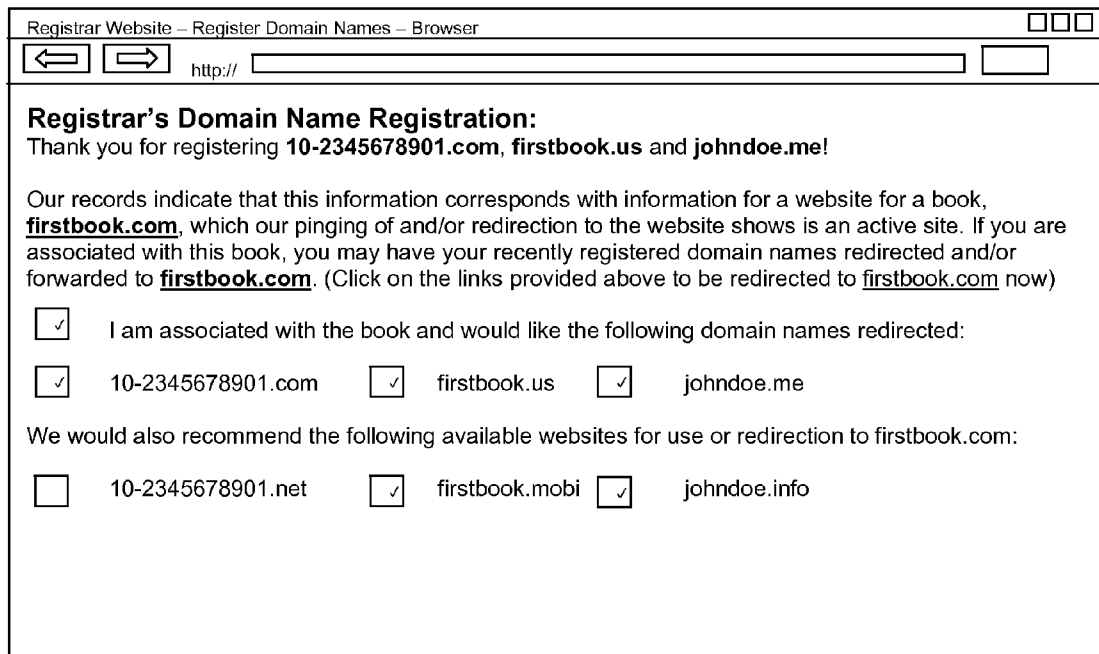 Registrar Website – Register Domain Names – Browser
http://
Registrar's Domain Name Registration:
Thank you for registering 10-2345678901.com, firstbook.us and johndoe.me!
Our records indicate that this information corresponds with information for a website for a book,
firstbook.com, which our pinging of and/or redirection to the website shows is an active site. If you are
associated with this book, you may have your recently registered domain names redirected and/or
forwarded to firstbook.com. (Click on the links provided above to be redirected to firstbook.com now)
I am associated with the book and would like the following domain names redirected:
10-2345678901.com firstbook.us johndoe.me
We would also recommend the following available websites for use or redirection to firstbook.com:
10-2345678901.net firstbook.mobi johndoe.info